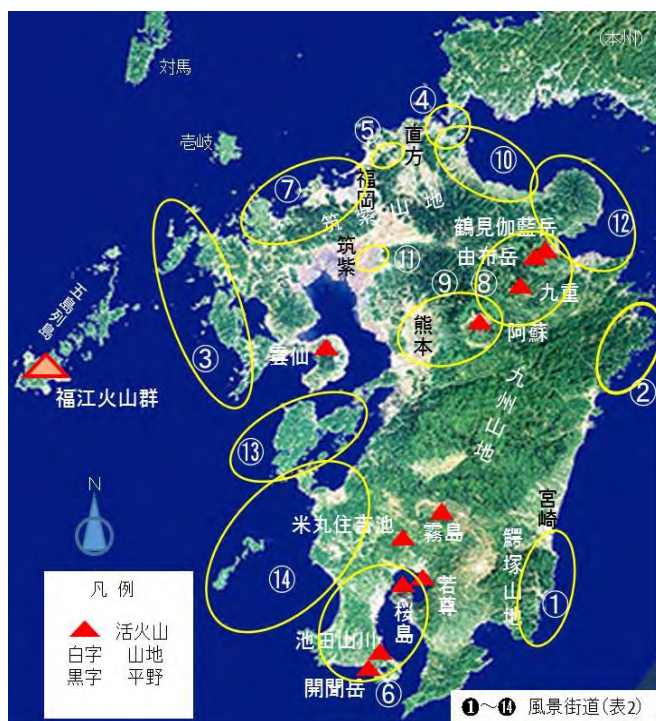 (本州)
対馬
④
直方
⑤
壱岐
⑩
⑦
福岡
筑紫山地
鶴見伽藍岳
⑫
由布岳
筑紫
⑪
⑨
⑧
九重
五島列島
熊本
阿蘇
③
雲仙
②
福江火山群
九州山地
⑬
宮崎
N
米丸住吉池
霧島
⑭
鰐塚山地
若尊
①
凡 例
桜島
活火山
池田山川
白字 山地
開聞岳
⑥
黒字 平野
❶~⓮ 風景街道(表2)